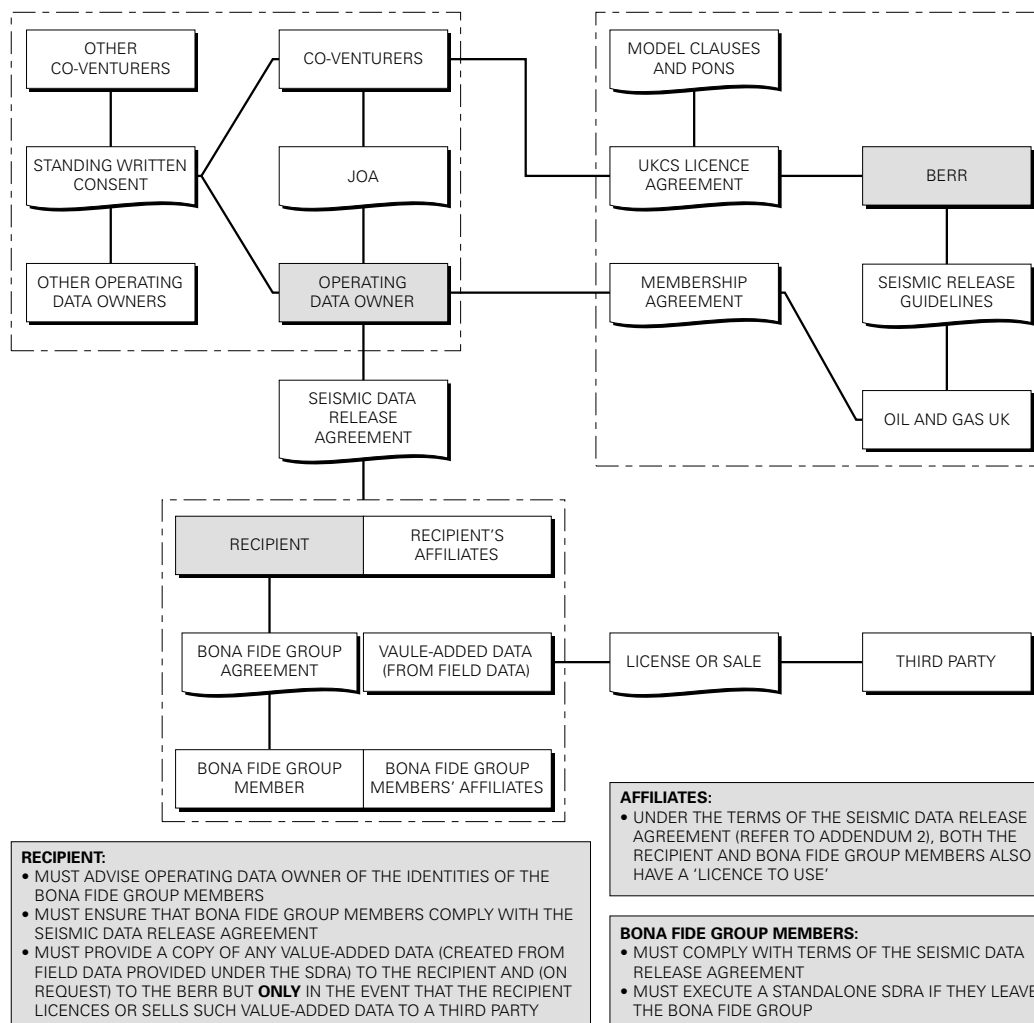 OTHER
CO-VENTURERS
CO-VENTURERS
MODEL CLAUSES
AND PONS
STANDING WRITTEN
CONSENT
JOA
UKCS LICENCE
AGREEMENT
BERR
OTHER OPERATING
DATA OWNERS
OPERATING
DATA OWNER
MEMBERSHIP
AGREEMENT
SEISMIC RELEASE
GUIDELINES
SEISMIC DATA
RELEASE
AGREEMENT
OIL AND GAS UK
RECIPIENT
RECIPIENT'S
AFFILIATES
BONA FIDE GROUP
AGREEMENT
VAULE-ADDED DATA
(FROM FIELD DATA)
LICENSE OR SALE
THIRD PARTY
BONA FIDE GROUP
MEMBER
BONA FIDE GROUP
MEMBERS' AFFILIATES
RECIPIENT:
• MUST ADVISE OPERATING DATA OWNER OF THE IDENTITIES OF THE
BONA FIDE GROUP MEMBERS
• MUST ENSURE THAT BONA FIDE GROUP MEMBERS COMPLY WITH THE
SEISMIC DATA RELEASE AGREEMENT
• MUST PROVIDE A COPY OF ANY VALUE-ADDED DATA (CREATED FROM
FIELD DATA PROVIDED UNDER THE SDRA) TO THE RECIPIENT AND (ON
REQUEST) TO THE BERR BUT ONLY IN THE EVENT THAT THE RECIPIENT
LICENCES OR SELLS SUCH VALUE-ADDED DATA TO A THIRD PARTY
AFFILIATES:
• UNDER THE TERMS OF THE SEISMIC DATA RELEASE
AGREEMENT (REFER TO ADDENDUM 2), BOTH THE
RECIPIENT AND BONA FIDE GROUP MEMBERS ALSO
HAVE A 'LICENCE TO USE'
BONA FIDE GROUP MEMBERS:
• MUST COMPLY WITH TERMS OF THE SEISMIC DATA
RELEASE AGREEMENT
• MUST EXECUTE A STANDALONE SDRA IF THEY LEAVE
THE BONA FIDE GROUP